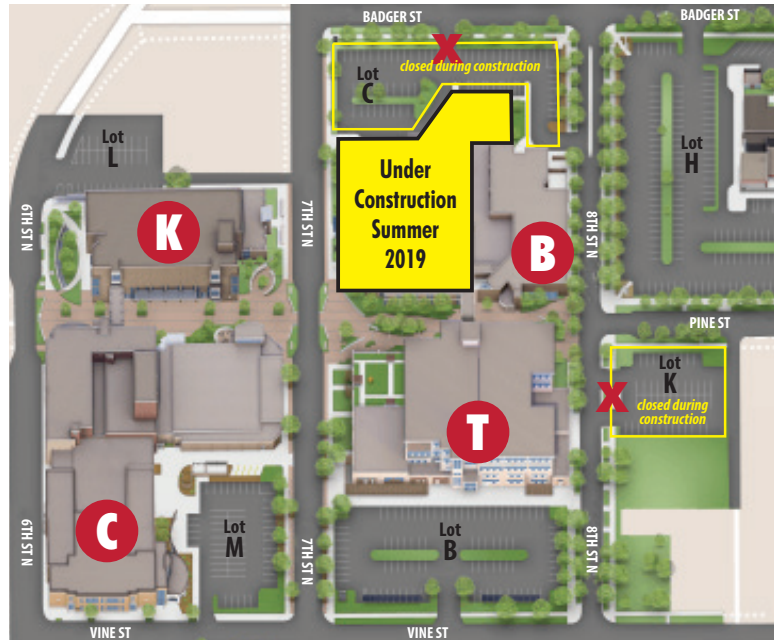 BADGER ST
BADGER ST
X
closed during construction
Lot
C
Lot
L
Lot
H
Under
Construction
Summer
2019
6TH ST N
7TH ST N
8TH ST N
K
B
PINE ST
Lot
K
X
closed during
construction
T
C
Lot
M
Lot
B
6TH ST N
7TH ST N
8TH ST N
VINE ST
VINE ST